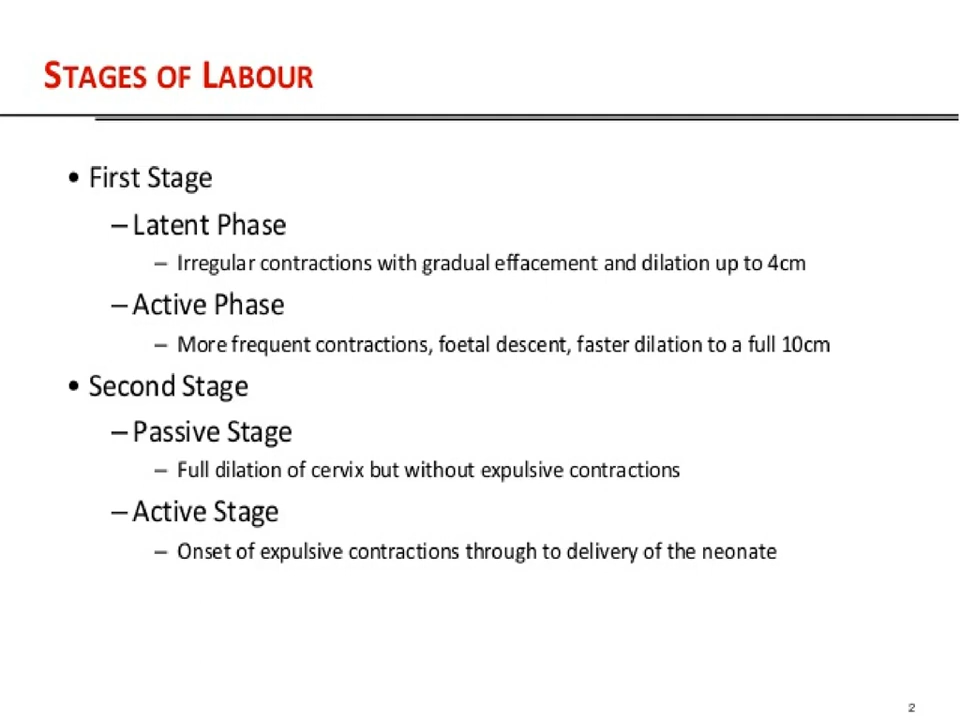 STAGES OF LABOUR
• First Stage
– Latent Phase
– Irregular contractions with gradual effacement and dilation up to 4cm
– Active Phase
– More frequent contractions, foetal descent, faster dilation to a full 10cm
• Second Stage
– Passive Stage
– Full dilation of cervix but without expulsive contractions
– Active Stage
– Onset of expulsive contractions through to delivery of the neonate
2